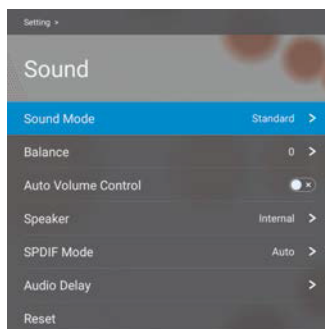 Setting >
Sound
Sound Mode Standard >
Balance 0 >
Auto Volume Control
Speaker Internal >
SPDIF Mode Auto >
Audio Delay >
Reset